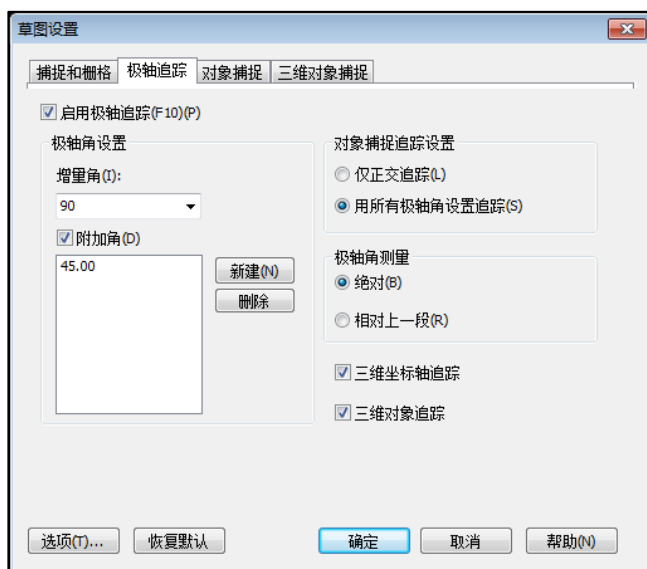 草图设置
捕捉和栅格 极轴追踪 对象捕捉 三维对象捕捉
启用极轴追踪(F10)(P)
极轴角设置
增量角(I):
90
附加角(D)
45.00
新建(N)
删除
对象捕捉追踪设置
仅正交追踪(L)
用所有极轴角设置追踪(S)
极轴角测量
绝对(B)
相对上一段(R)
三维坐标轴追踪
三维对象追踪
选项(T)... 恢复默认 确定 取消 帮助(N)